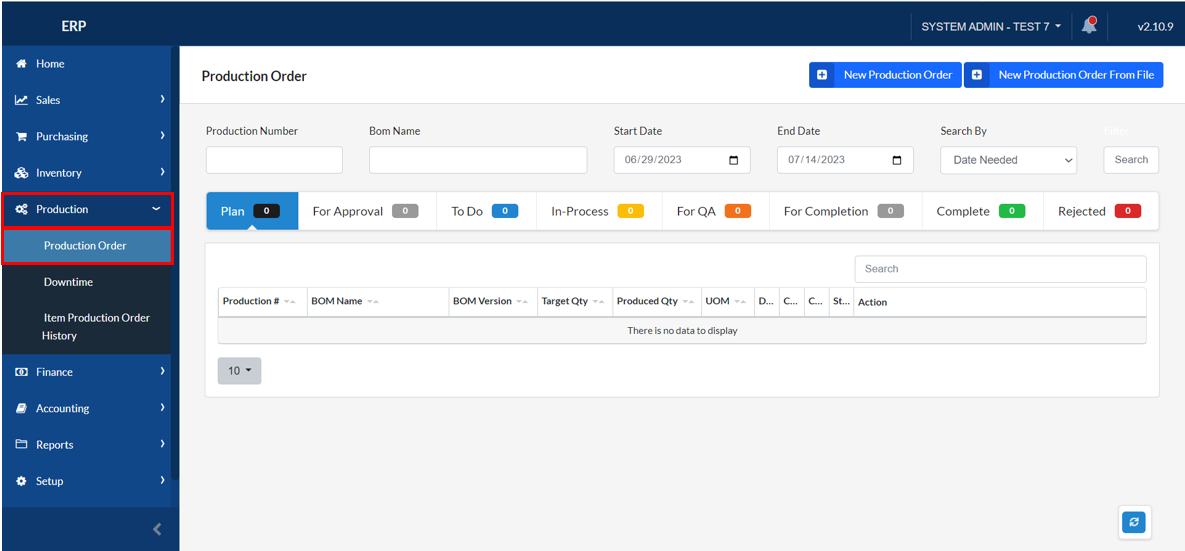 ERP
SYSTEM ADMIN - TEST 7
v2.10.9
Home
Sales
Purchasing
Inventory
Production
Production Order
Downtime
Item Production Order
History
Finance
Accounting
Reports
Setup
Production Order
New Production Order
New Production Order From File
Production Number
Bom Name
Start Date
End Date
Search By
Filter
06/29/2023
07/14/2023
Date Needed
Search
Plan 0
For Approval 0
To Do 0
In-Process 0
For QA 0
For Completion 0
Complete 0
Rejected 0
Search
Production # BOM Name BOM Version Target Qty Produced Qty UOM D... C... C... St... Action
There is no data to display
10